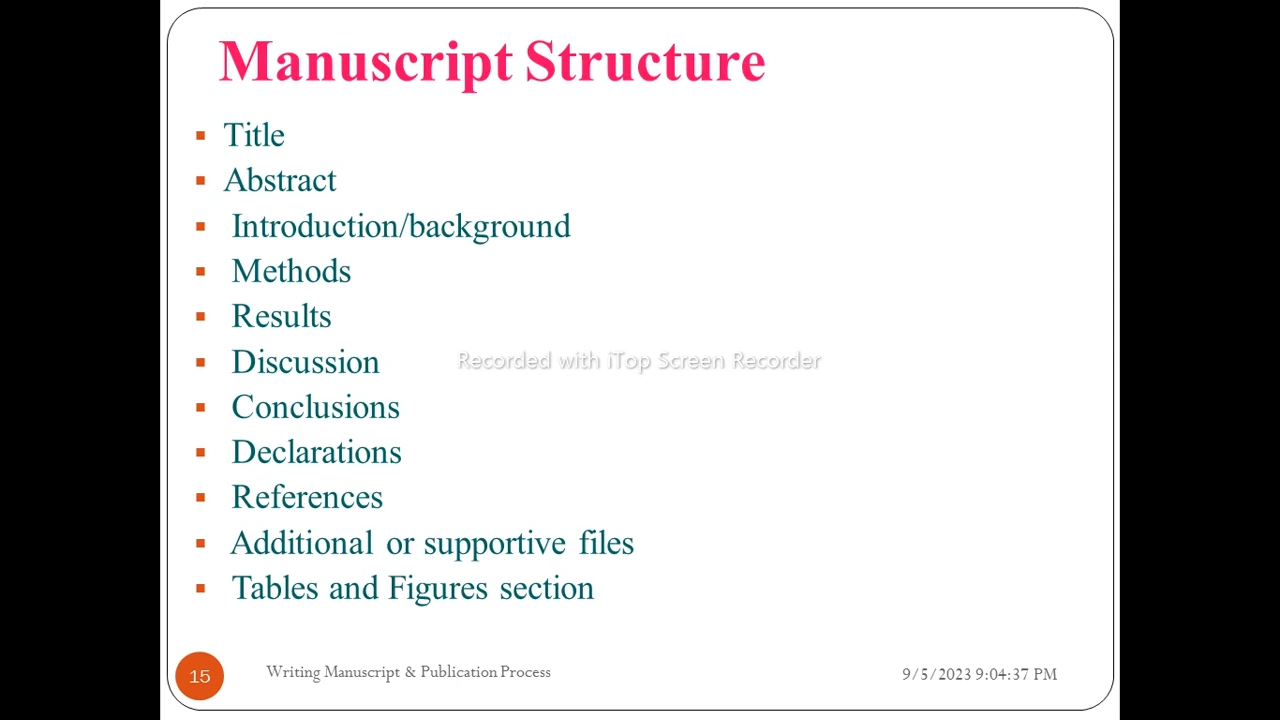 Manuscript Structure
▪ Title
▪ Abstract
▪ Introduction/background
▪ Methods
▪ Results
▪ Discussion
Recorded with iTop Screen Recorder
▪ Conclusions
▪ Declarations
▪ References
▪ Additional or supportive files
▪ Tables and Figures section
15
Writing Manuscript & Publication Process
9/5/2023 9:04:37 PM